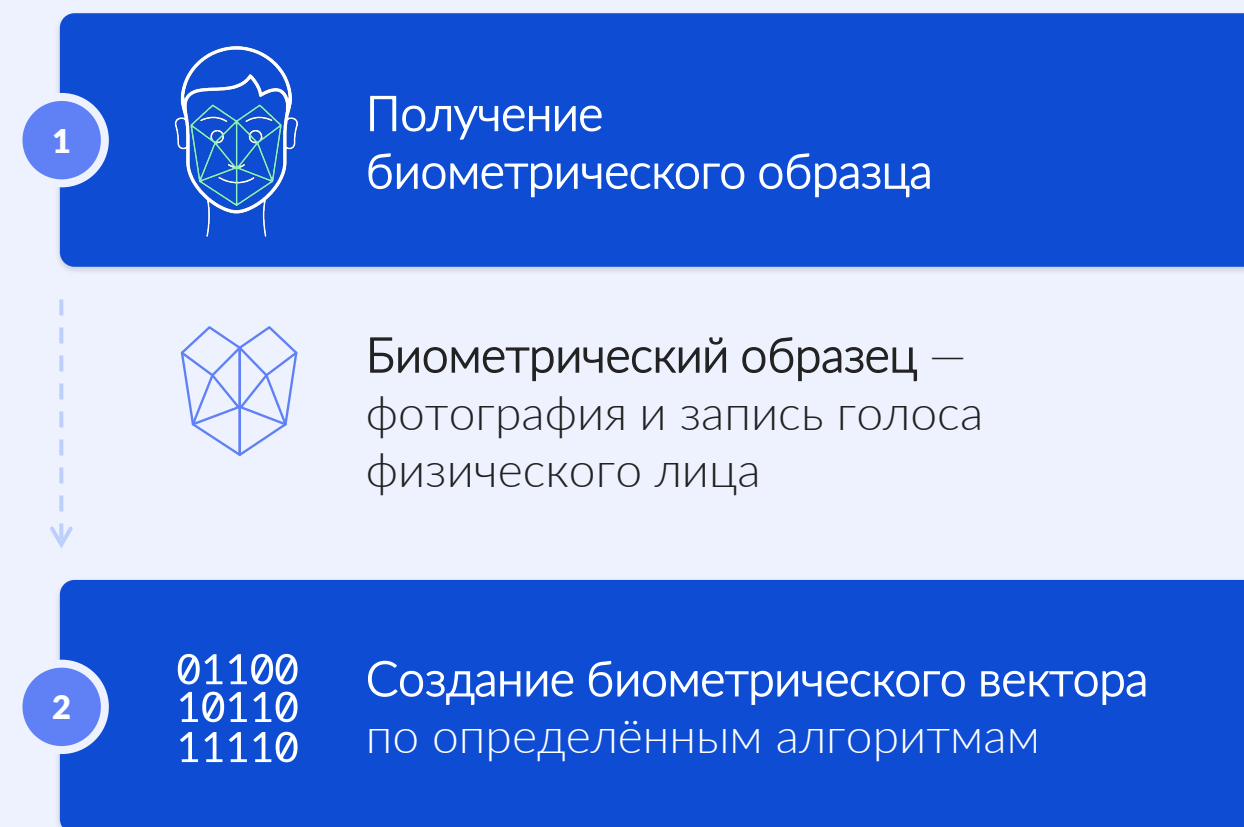 1
Получение
биометрического образца
Биометрический образец —
фотография и запись голоса
физического лица
2
01100
10110
11110
Создание биометрического вектора
по определённым алгоритмам